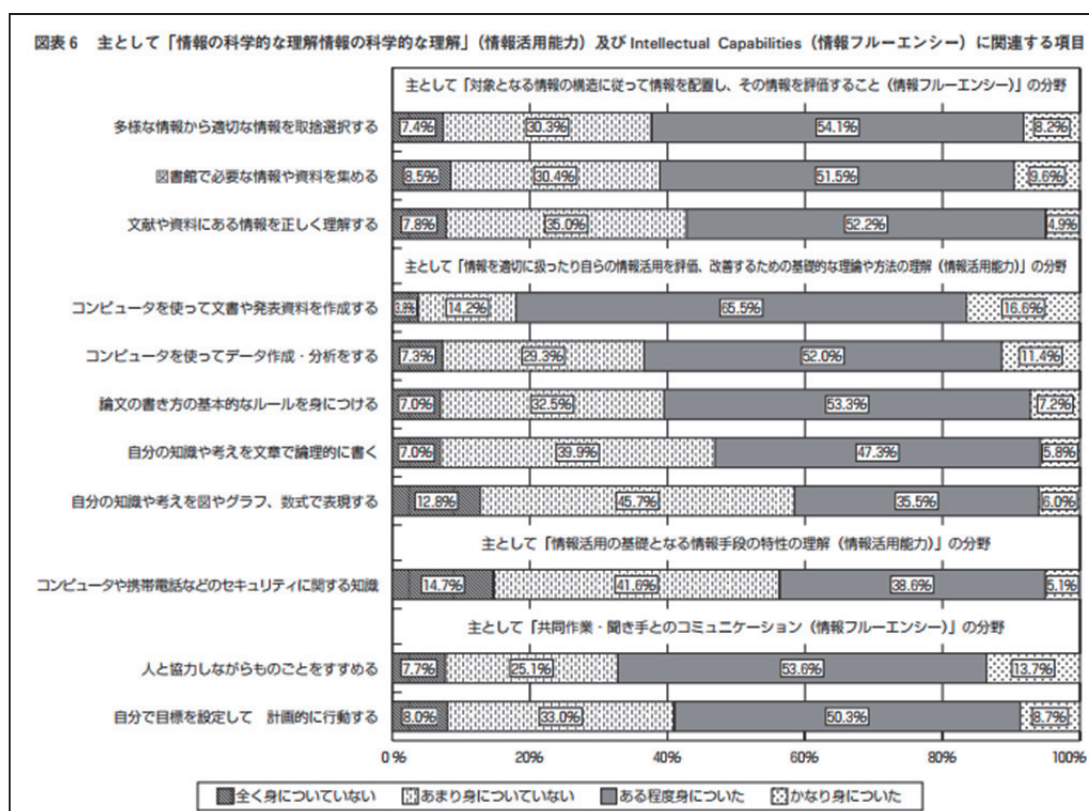 図表6 主として「情報の科学的な理解情報の科学的な理解」（情報活用能力）及び Intellectual Capabilities（情報フルーエンシー）に関連する項目
主として「対象となる情報の構造に従って情報を配置し、その情報を評価すること（情報フルーエンシー）」の分野
多様な情報から適切な情報を取捨選択する 7.4% 30.3% 54.1% 8.2%
図書館で必要な情報や資料を集める 8.5% 30.4% 51.5% 9.6%
文献や資料にある情報を正しく理解する 7.8% 35.0% 52.2% 4.9%
主として「情報を適切に扱ったり自らの情報活用を評価、改善するための基礎的な理論や方法の理解（情報活用能力）」の分野
コンピュータを使って文書や発表資料を作成する 3.8% 14.2% 65.5% 16.6%
コンピュータを使ってデータ作成・分析をする 7.3% 29.3% 52.0% 11.4%
論文の書き方の基本的なルールを身につける 7.0% 32.5% 53.3% 7.2%
自分の知識や考えを文章で論理的に書く 7.0% 39.9% 47.3% 5.8%
自分の知識や考えを図やグラフ、数式で表現する 12.8% 45.7% 35.5% 6.0%
主として「情報活用の基礎となる情報手段の特性の理解（情報活用能力）」の分野
コンピュータや携帯電話などのセキュリティに関する知識 14.7% 41.6% 38.6% 5.1%
主として「共同作業・聞き手とのコミュニケーション（情報フルーエンシー）」の分野
人と協力しながらものごとをすすめる 7.7% 25.1% 53.6% 13.7%
自分で目標を設定して 計画的に行動する 8.0% 33.0% 50.3% 8.7%
0% 20% 40% 60% 80% 100%
全く身についていない あまり身についていない ある程度身についた かなり身についた